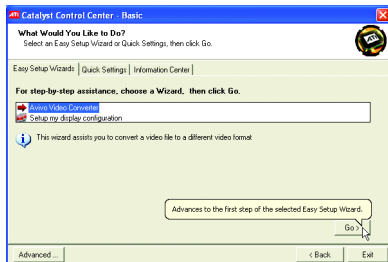 ATI Catalyst Control Center - Basic
What Would You Like to Do?
Select an Easy Setup Wizard or Quick Settings, then click Go.
ATI
Easy Setup Wizards Quick Settings Information Center
For step-by-step assistance, choose a Wizard, then click Go.
Avivo Video Converter
Setup my display configuration
This wizard assists you to convert a video file to a different video format
Advances to the first step of the selected Easy Setup Wizard.
Go >
Advanced ... < Back Exit